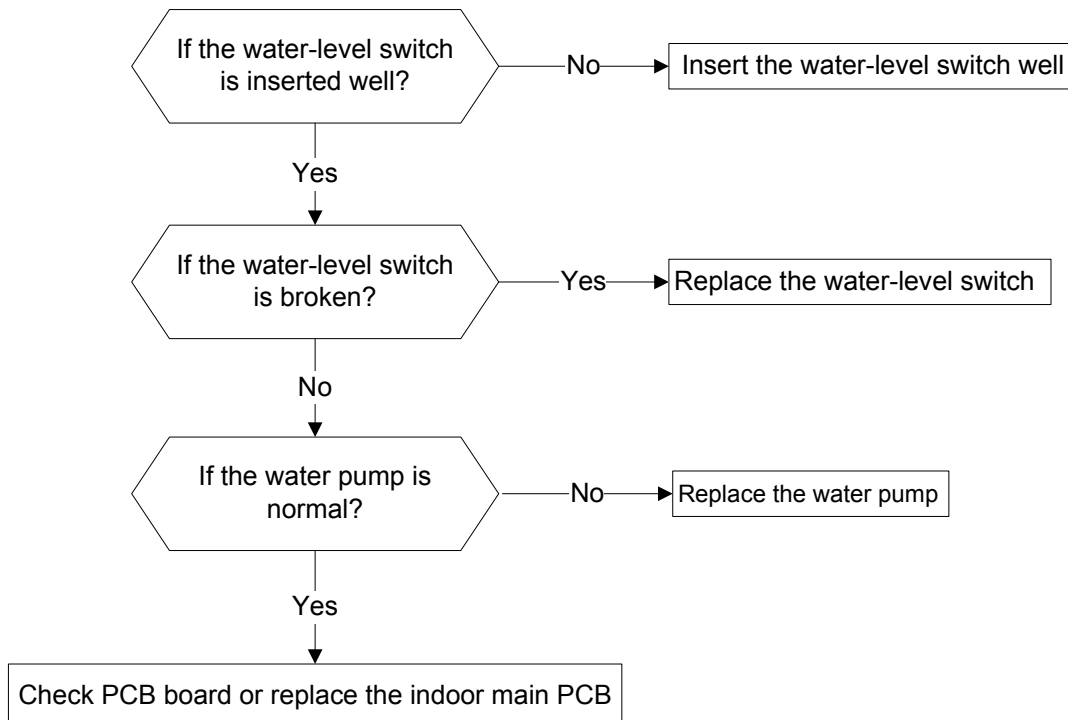 If the water-level switch
is inserted well?
No
Insert the water-level switch well
Yes
If the water-level switch
is broken?
Yes
Replace the water-level switch
No
If the water pump is
normal?
No
Replace the water pump
Yes
Check PCB board or replace the indoor main PCB